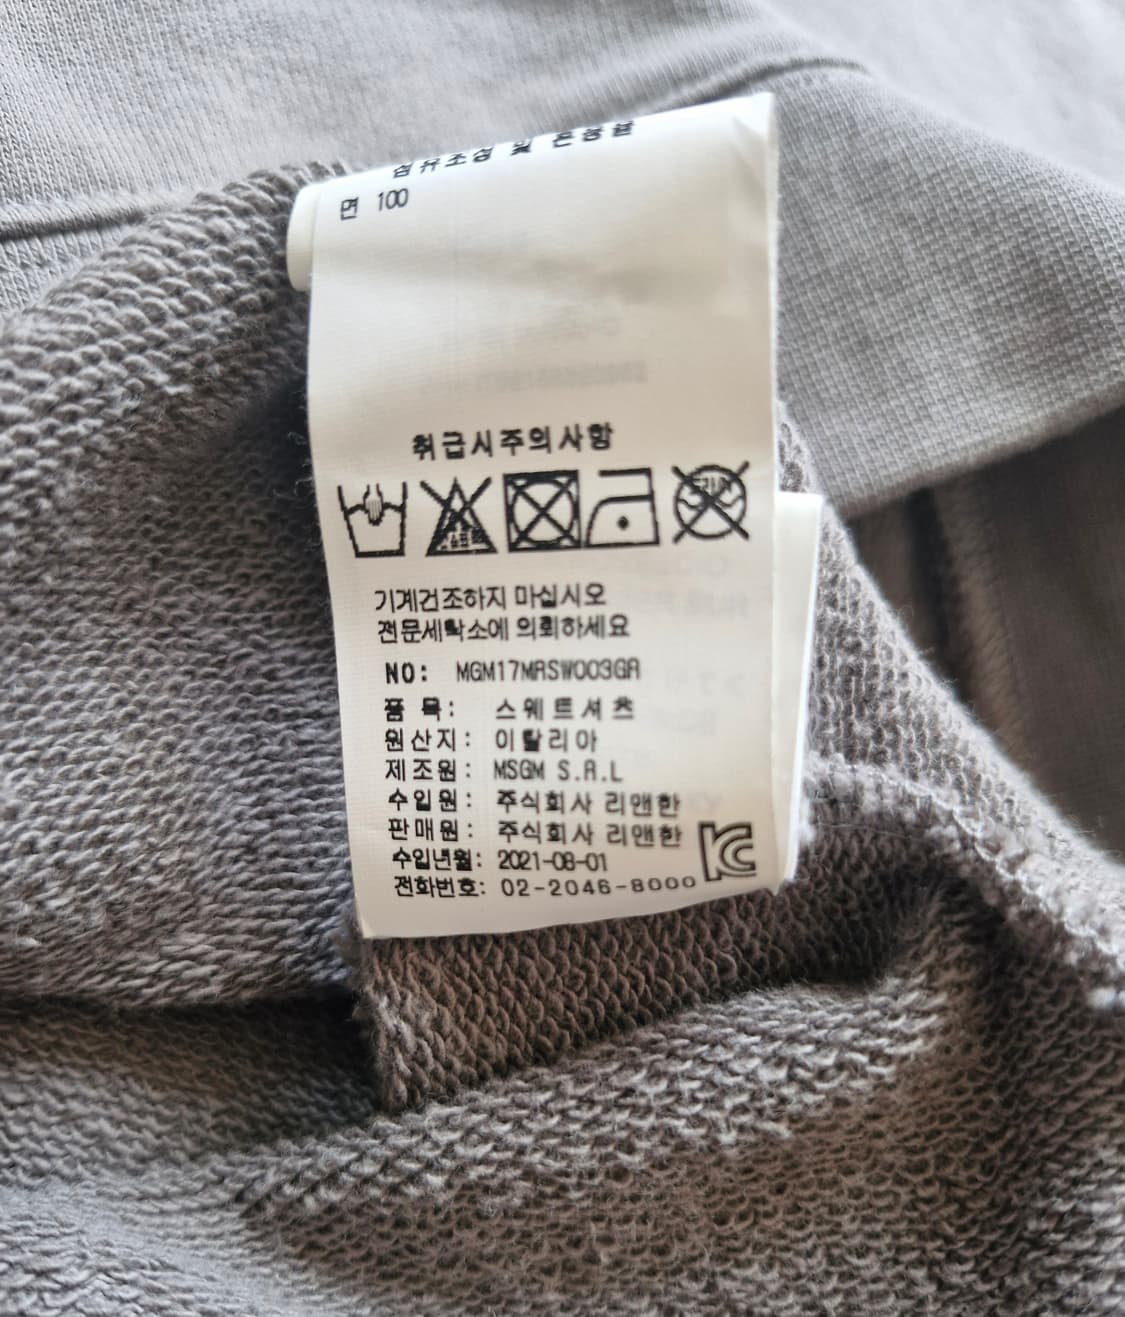 섬유조성 및 혼용율
면 100
취급시주의사항
기계건조하지 마십시오
전문세탁소에 의뢰하세요
NO: MGM17MRSW003GR
품 목: 스웨트셔츠
원산지: 이탈리아
제조원: MSGM S.R.L
수입원: 주식회사 리앤한
판매원: 주식회사 리앤한
수입년월: 2021-08-01
전화번호: 02-2046-8000